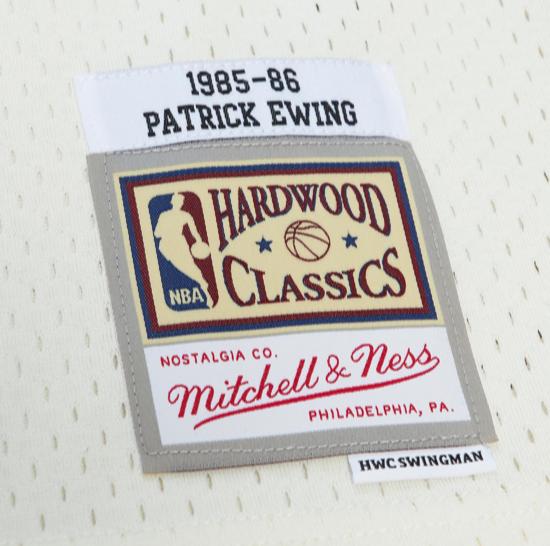 1985-86
PATRICK EWING
HARDWOOD
CLASSICS
NBA
NOSTALGIA CO.
Mitchell & Ness
PHILADELPHIA, PA.
HWC SWINGMAN